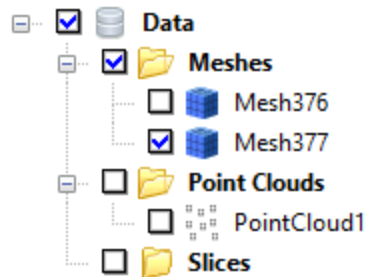 Data
Meshes
Mesh376
Mesh377
Point Clouds
PointCloud1
Slices